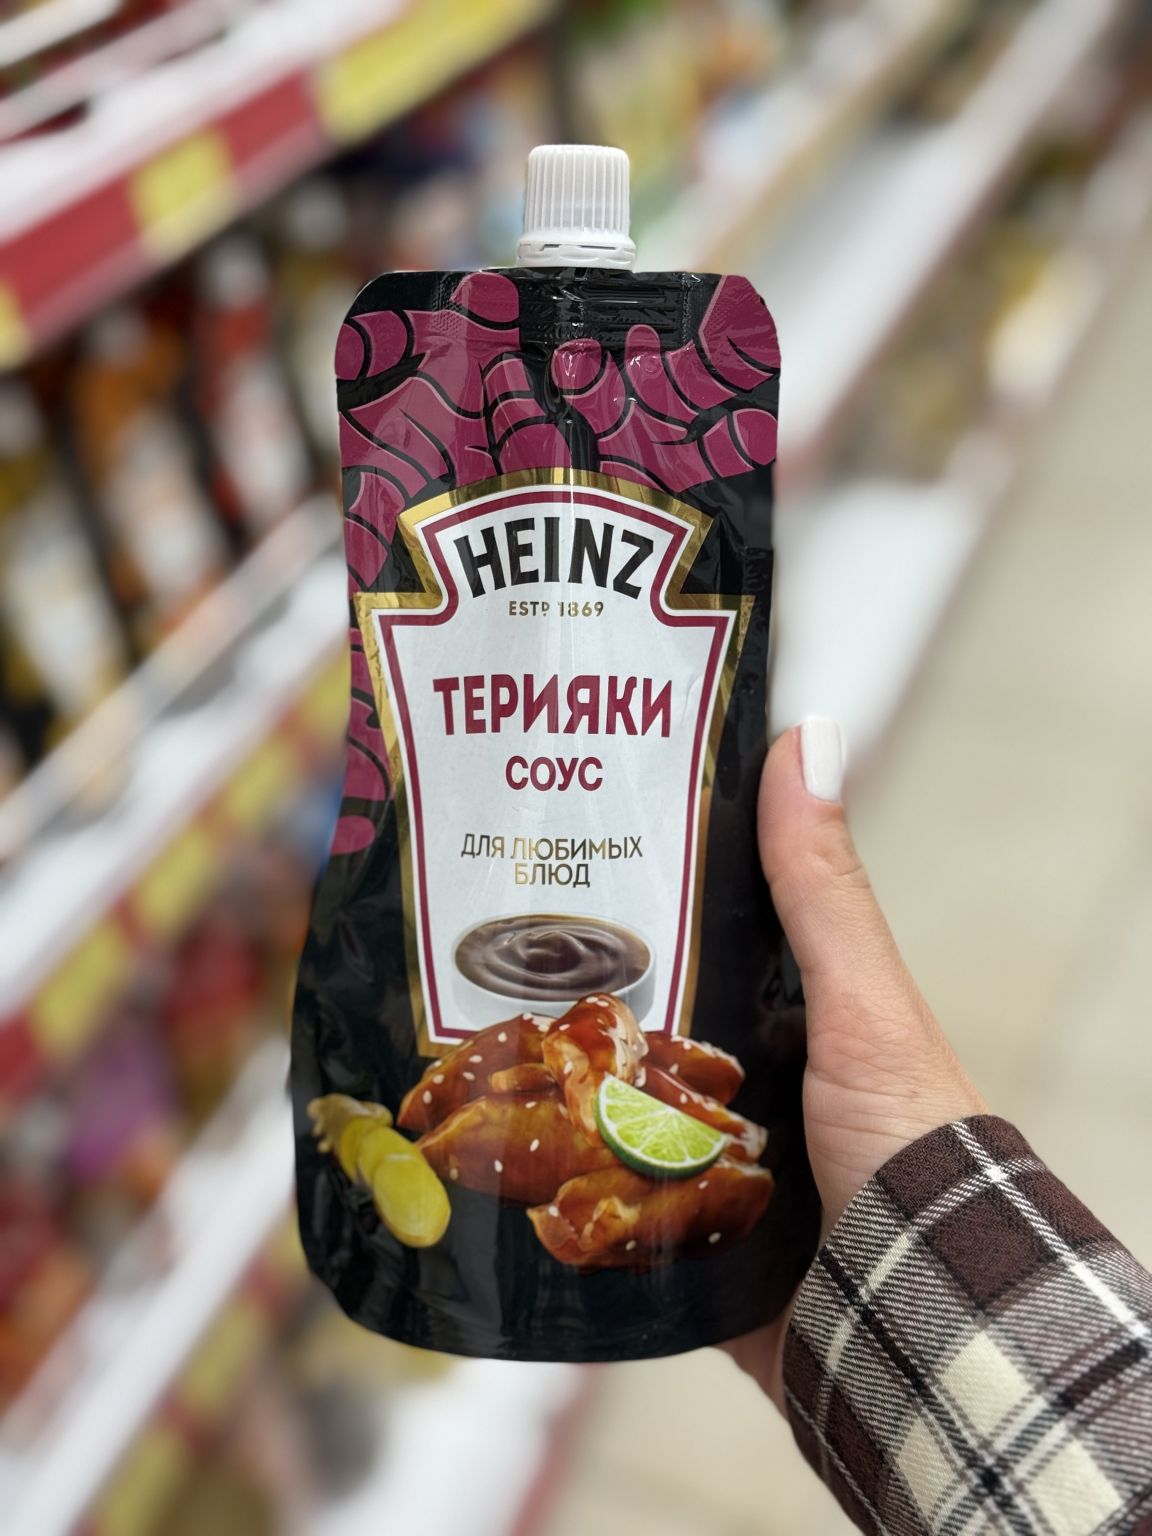 HEINZ
ESTD 1869
ТЕРИЯКИ
СОУС
ДЛЯ ЛЮБИМЫХ
БЛЮД